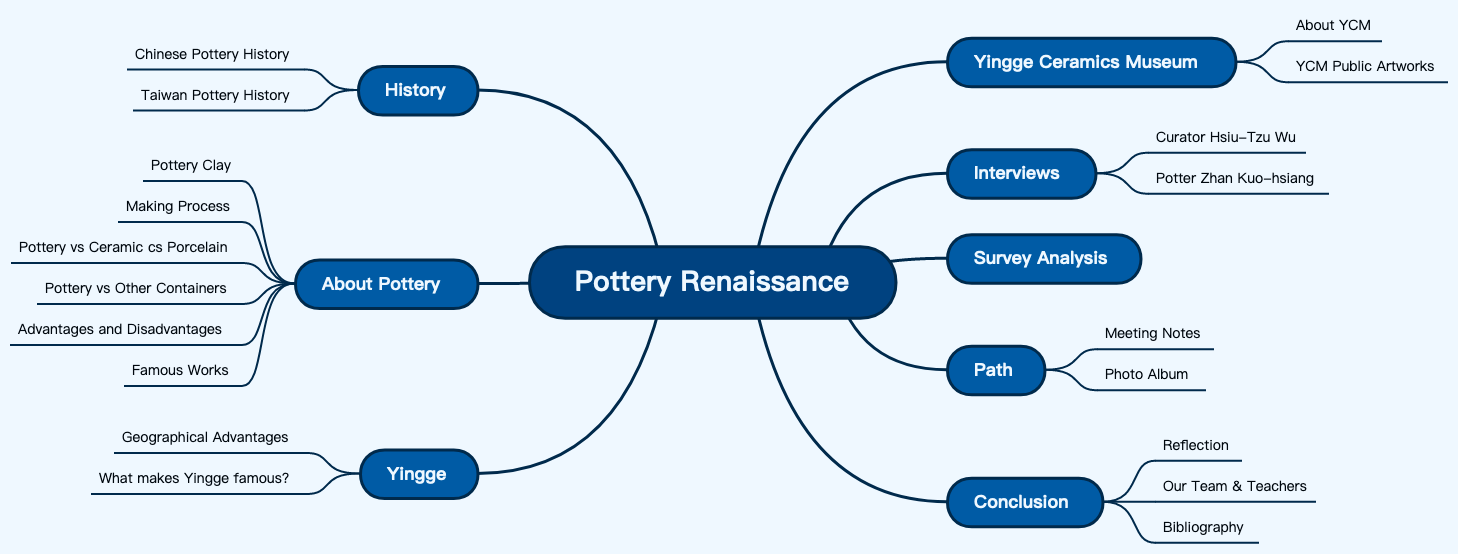 Pottery Renaissance
History
Chinese Pottery History
Taiwan Pottery History
About Pottery
Pottery Clay
Making Process
Pottery vs Ceramic cs Porcelain
Pottery vs Other Containers
Advantages and Disadvantages
Famous Works
Yingge
Geographical Advantages
What makes Yingge famous?
Yingge Ceramics Museum
About YCM
YCM Public Artworks
Interviews
Curator Hsiu-Tzu Wu
Potter Zhan Kuo-hsiang
Survey Analysis
Path
Meeting Notes
Photo Album
Conclusion
Reflection
Our Team & Teachers
Bibliography